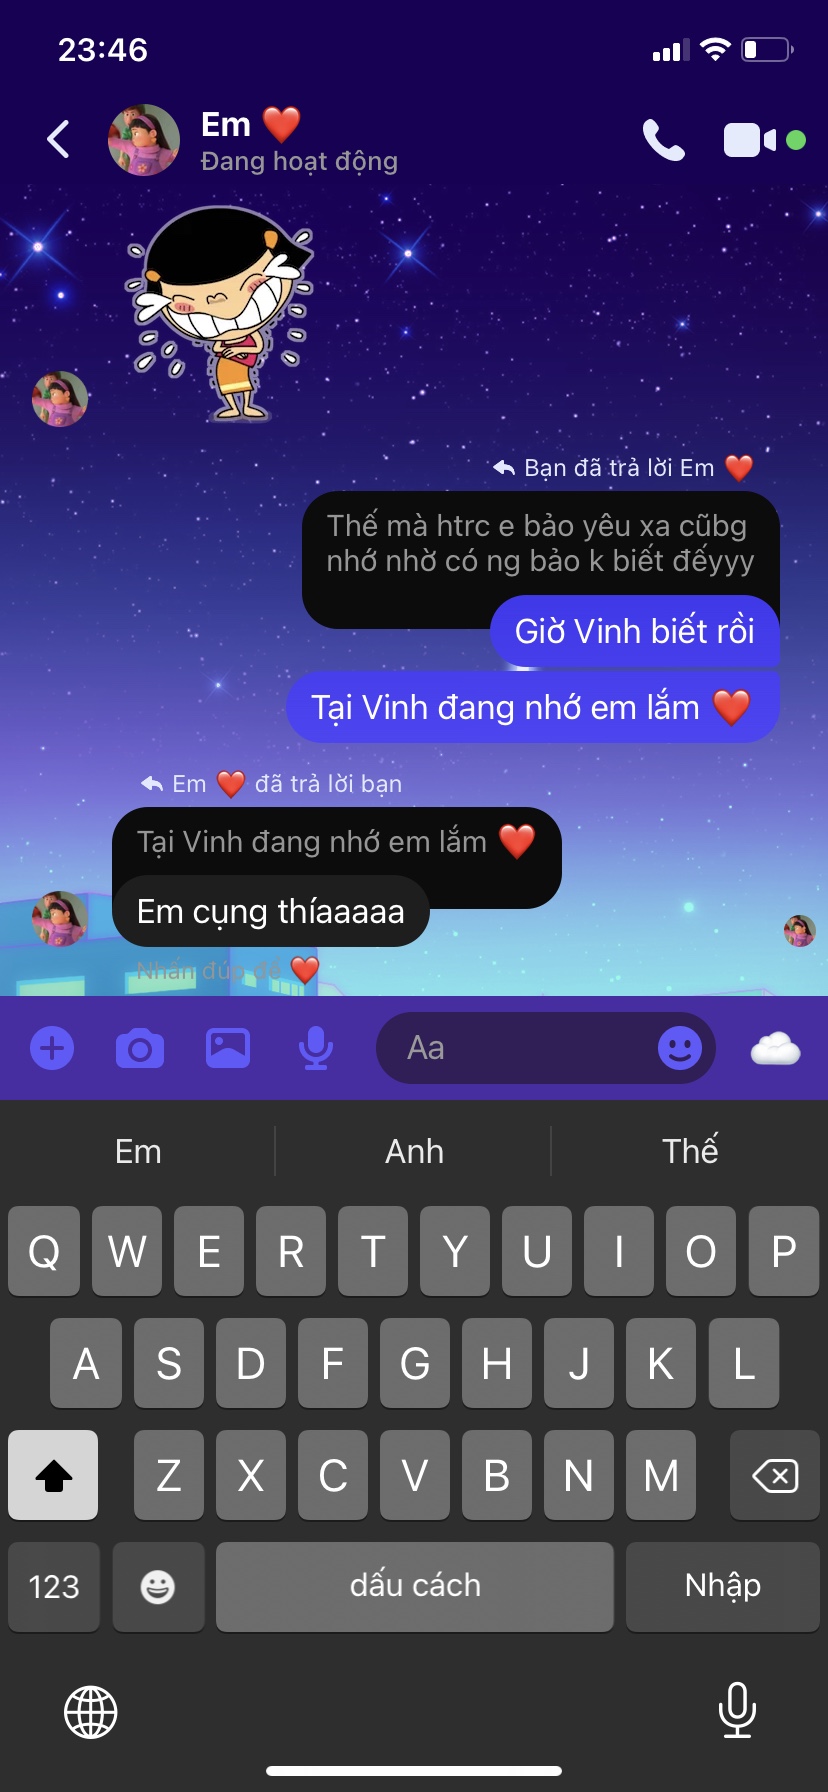 23:46
Em ❤️
Đang hoạt động
Bạn đã trả lời Em ❤️
Thế mà htrc e bảo yêu xa cũbg
nhớ nhờ có ng bảo k biết đếyyy
Giờ Vinh biết rồi
Tại Vinh đang nhớ em lắm ❤️
Em ❤️ đã trả lời bạn
Tại Vinh đang nhớ em lắm ❤️
Em cụng thíaaaaa
Nhấn đúp để ❤️
Aa
Em Anh Thế
Q W E R T Y U I O P
A S D F G H J K L
Z X C V B N M
123 dấu cách Nhập